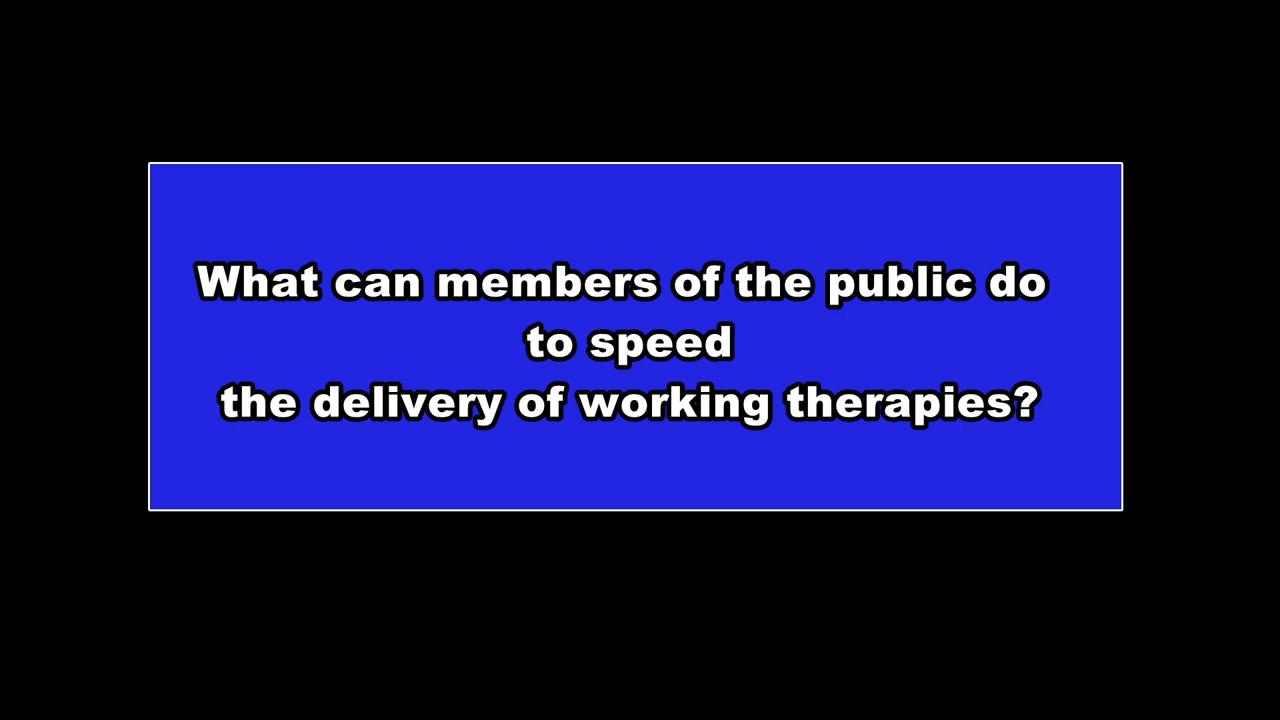 What can members of the public do
to speed
the delivery of working therapies?